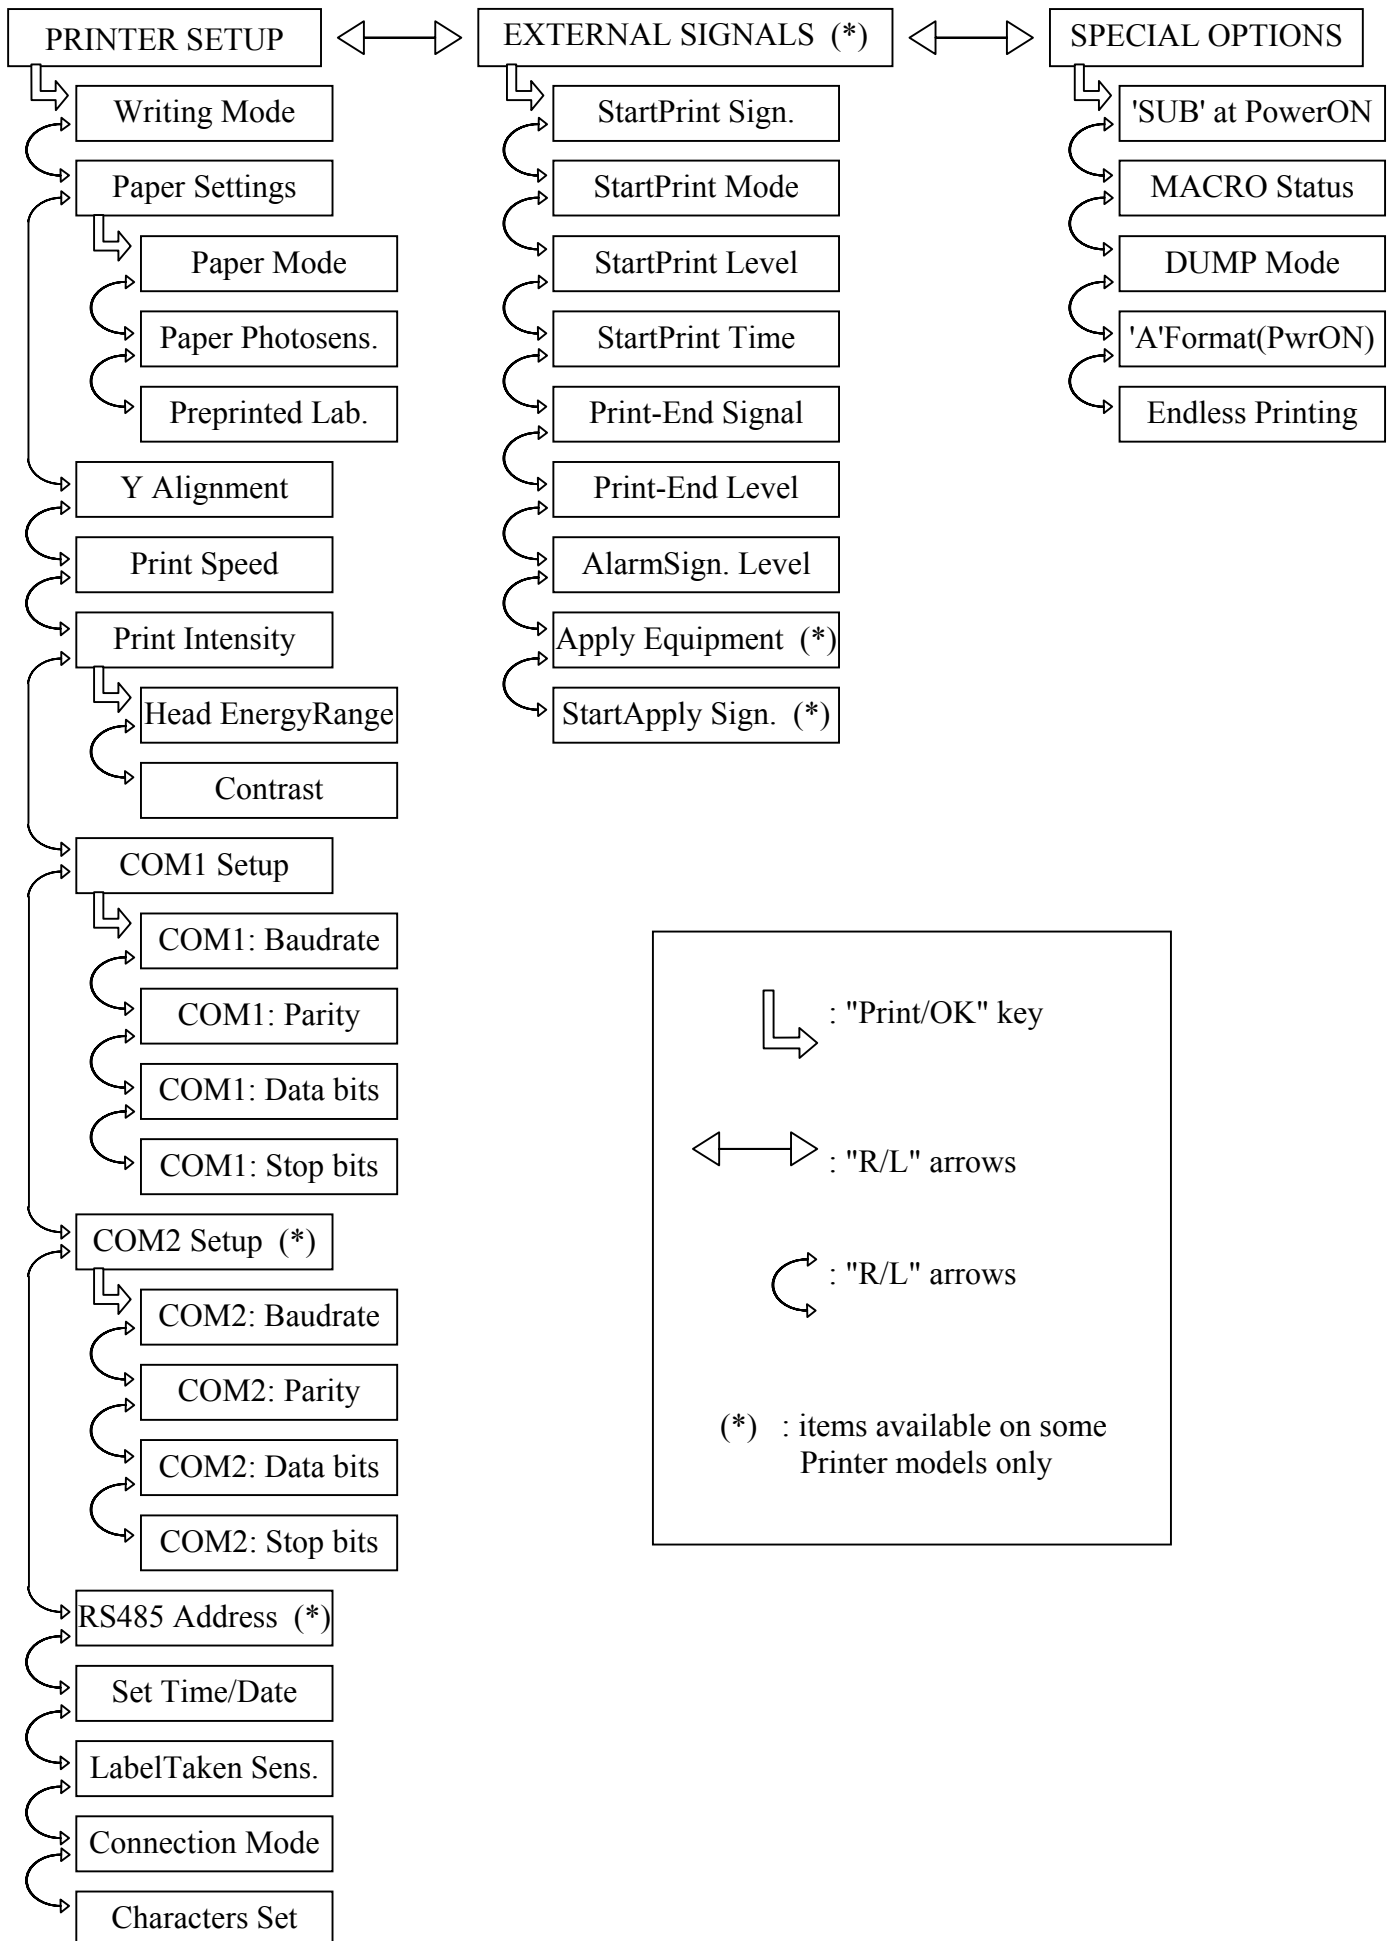 PRINTER SETUP
Writing Mode
Paper Settings
Paper Mode
Paper Photosens.
Preprinted Lab.
Y Alignment
Print Speed
Print Intensity
Head EnergyRange
Contrast
COM1 Setup
COM1: Baudrate
COM1: Parity
COM1: Data bits
COM1: Stop bits
COM2 Setup (*)
COM2: Baudrate
COM2: Parity
COM2: Data bits
COM2: Stop bits
RS485 Address (*)
Set Time/Date
LabelTaken Sens.
Connection Mode
Characters Set
EXTERNAL SIGNALS (*)
StartPrint Sign.
StartPrint Mode
StartPrint Level
StartPrint Time
Print-End Signal
Print-End Level
AlarmSign. Level
Apply Equipment (*)
StartApply Sign. (*)
SPECIAL OPTIONS
'SUB' at PowerON
MACRO Status
DUMP Mode
'A'Format(PwrON)
Endless Printing
: "Print/OK" key
: "R/L" arrows
: "R/L" arrows
(*) : items available on some
Printer models only